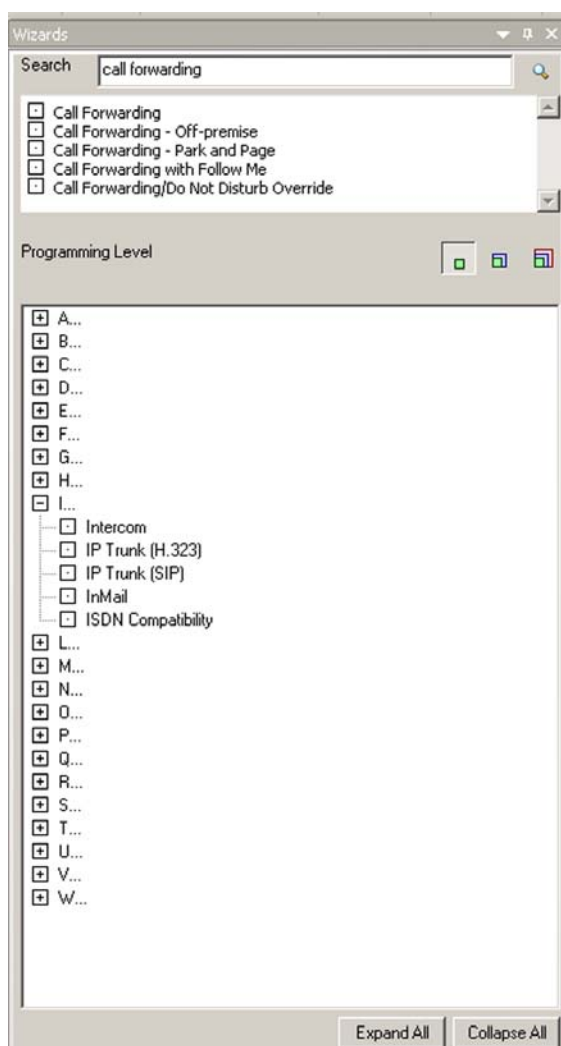 Wizards
Search call forwarding
Call Forwarding
Call Forwarding - Off-premise
Call Forwarding - Park and Page
Call Forwarding with Follow Me
Call Forwarding/Do Not Disturb Override
Programming Level
A...
B...
C...
D...
E...
F...
G...
H...
I...
Intercom
IP Trunk (H.323)
IP Trunk (SIP)
InMail
ISDN Compatibility
L...
M...
N...
O...
P...
Q...
R...
S...
T...
U...
V...
W...
Expand All Collapse All